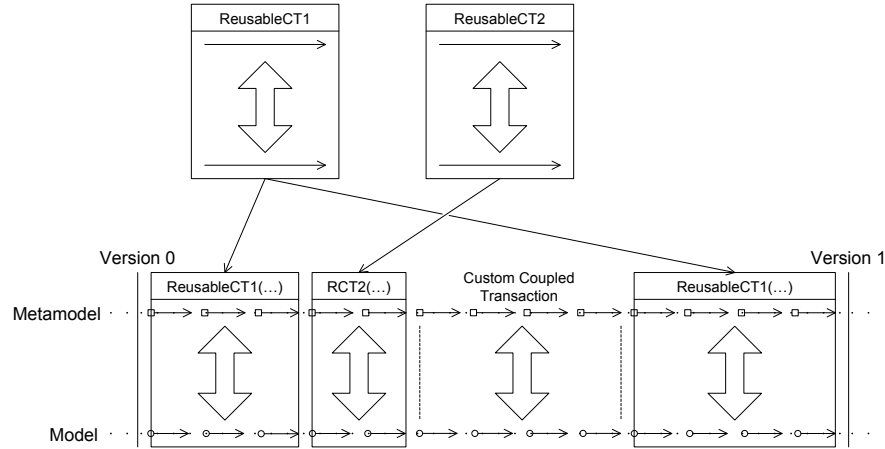 ReusableCT1
ReusableCT2
Version 0
Version 1
ReusableCT1(…)
RCT2(…)
Custom Coupled
Transaction
ReusableCT1(…)
Metamodel
Model